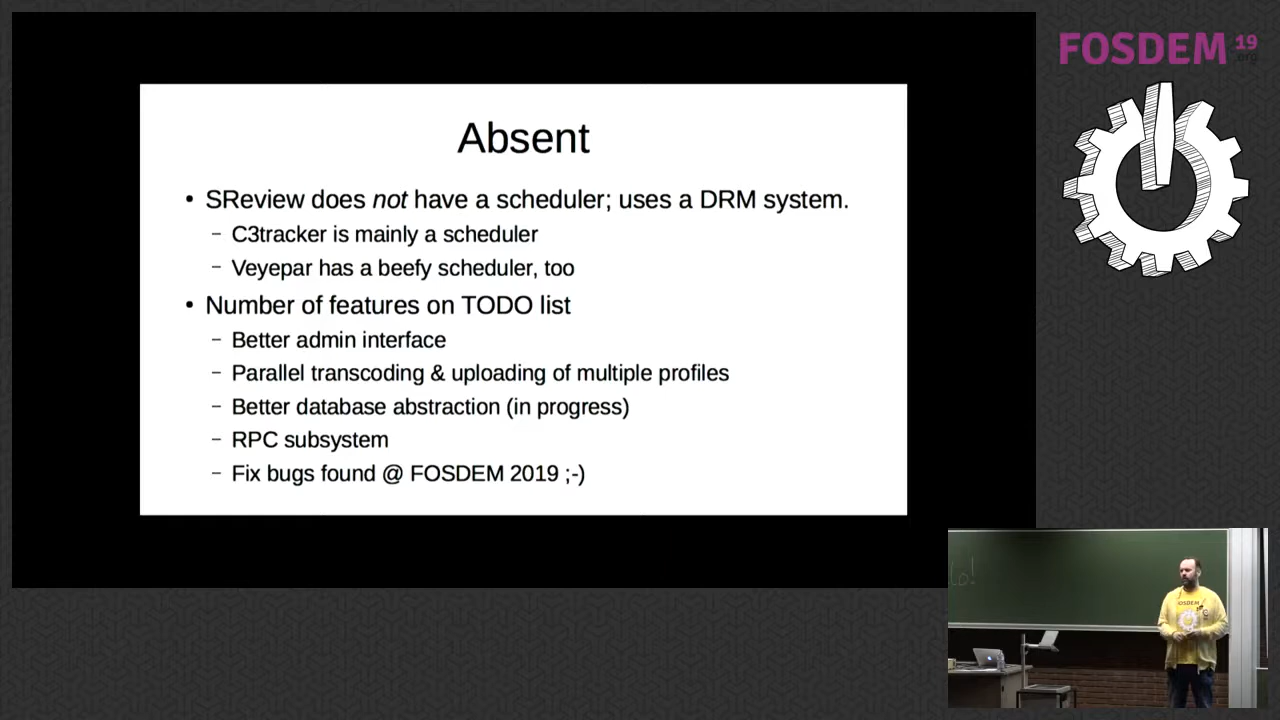 FOSDEM 19
.org
Absent
• SReview does not have a scheduler; uses a DRM system.
– C3tracker is mainly a scheduler
– Veyepar has a beefy scheduler, too
• Number of features on TODO list
– Better admin interface
– Parallel transcoding & uploading of multiple profiles
– Better database abstraction (in progress)
– RPC subsystem
– Fix bugs found @ FOSDEM 2019 ;-)
FOSDEM